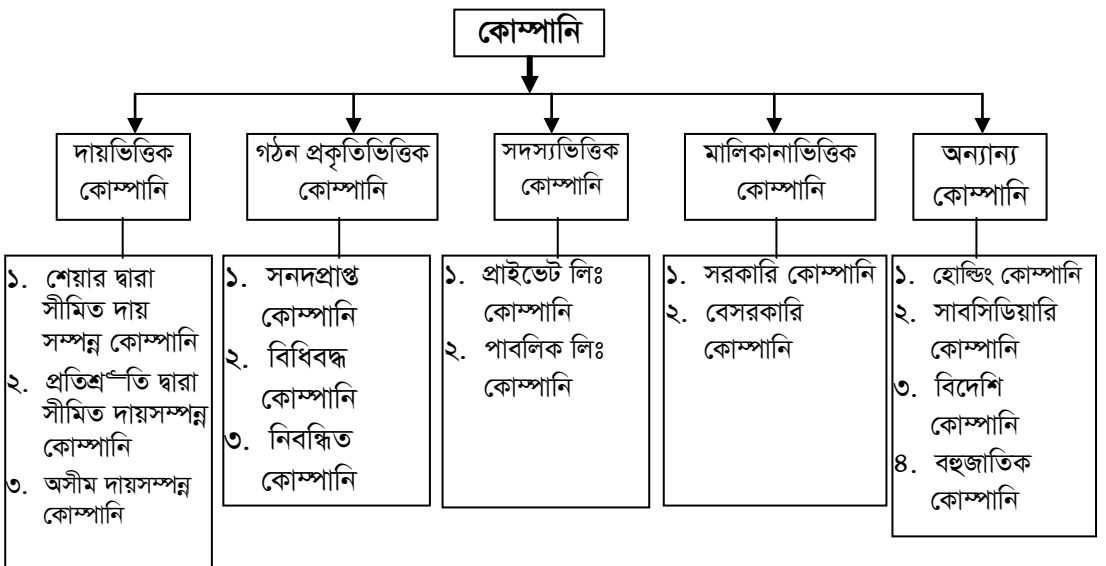 কোম্পানি
দায়ভিত্তিক
কোম্পানি
গঠন প্রকৃতিভিত্তিক
কোম্পানি
সদস্যভিত্তিক
কোম্পানি
মালিকানাভিত্তিক
কোম্পানি
অন্যান্য
কোম্পানি
১. শেয়ার দ্বারা
সীমিত দায়
সম্পন্ন কোম্পানি
২. প্রতিশ্রুতি দ্বারা
সীমিত দায়সম্পন্ন
কোম্পানি
৩. অসীম দায়সম্পন্ন
কোম্পানি
১. সনদপ্রাপ্ত
কোম্পানি
২. বিধিবদ্ধ
কোম্পানি
৩. নিবন্ধিত
কোম্পানি
১. প্রাইভেট লিঃ
কোম্পানি
২. পাবলিক লিঃ
কোম্পানি
১. সরকারি কোম্পানি
২. বেসরকারি
কোম্পানি
১. হোল্ডিং কোম্পানি
২. সাবসিডিয়ারি
কোম্পানি
৩. বিদেশি
কোম্পানি
৪. বহুজাতিক
কোম্পানি